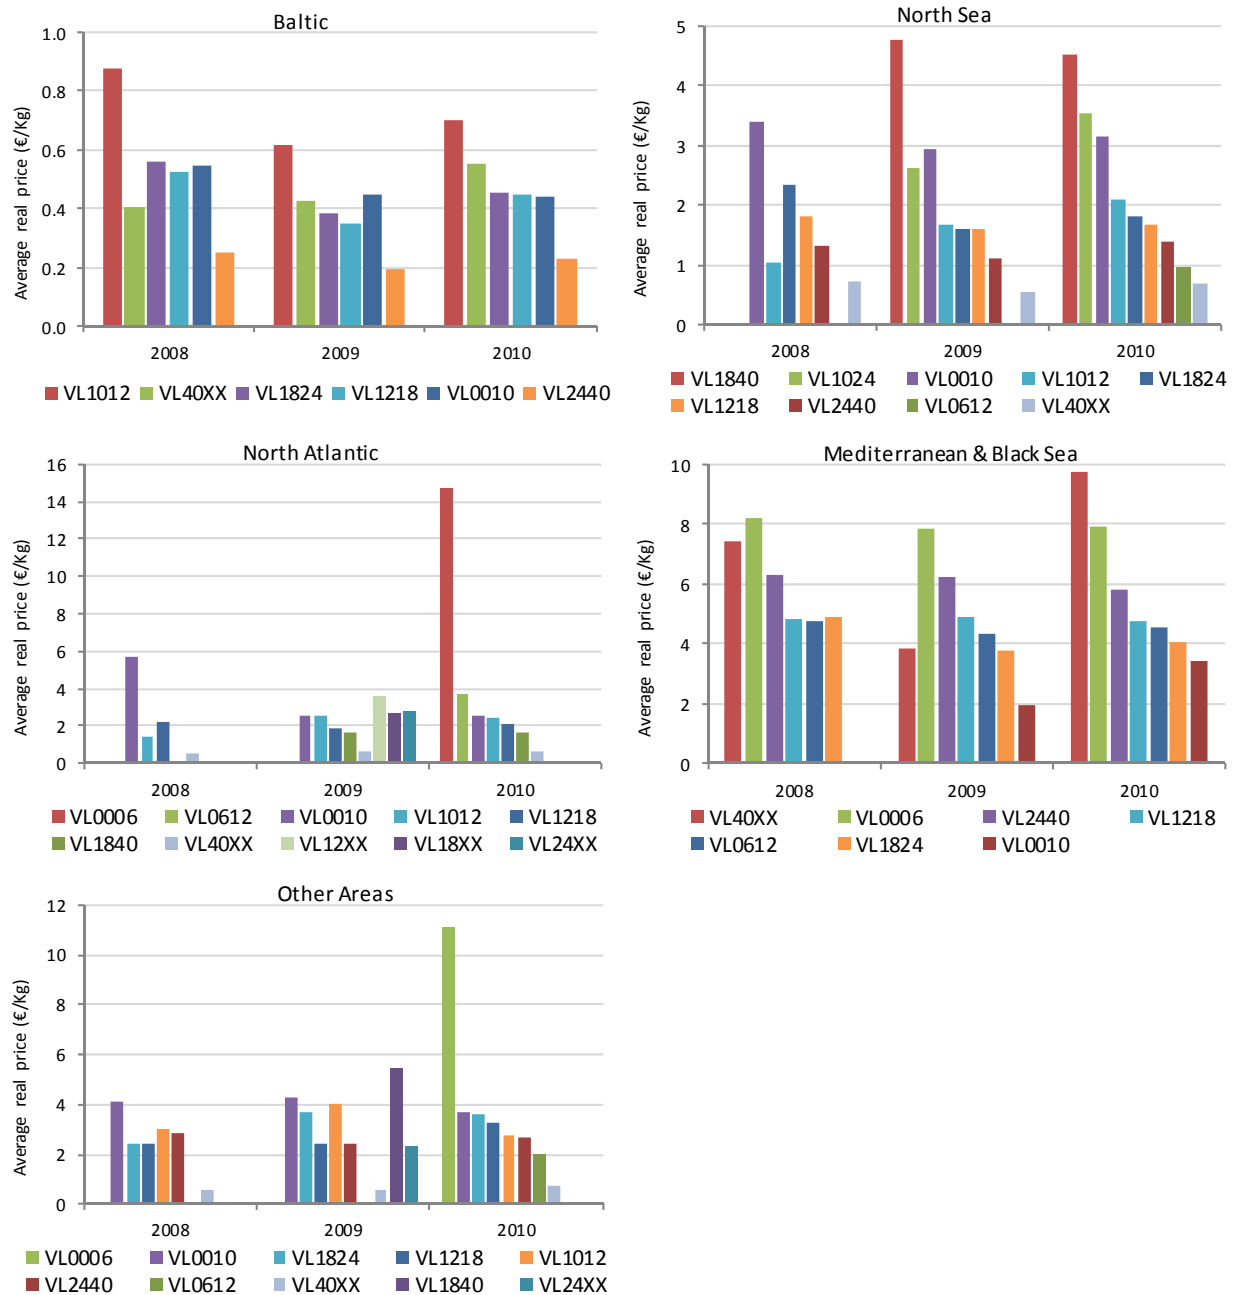 Baltic
Average real price (€/Kg)
1.0
0.8
0.6
0.4
0.2
0.0
2008 2009 2010
VL1012 VL40XX VL1824 VL1218 VL0010 VL2440
North Sea
Average real price (€/Kg)
5
4
3
2
1
0
2008 2009 2010
VL1840 VL1024 VL0010 VL1012 VL1824
VL1218 VL2440 VL0612 VL40XX
North Atlantic
Average real price (€/Kg)
16
14
12
10
8
6
4
2
0
2008 2009 2010
VL0006 VL0612 VL0010 VL1012 VL1218
VL1840 VL40XX VL12XX VL18XX VL24XX
Mediterranean & Black Sea
Average real price (€/Kg)
10
8
6
4
2
0
2008 2009 2010
VL40XX VL0006 VL2440 VL1218
VL0612 VL1824 VL0010
Other Areas
Average real price (€/Kg)
12
10
8
6
4
2
0
2008 2009 2010
VL0006 VL0010 VL1824 VL1218 VL1012
VL2440 VL0612 VL40XX VL1840 VL24XX